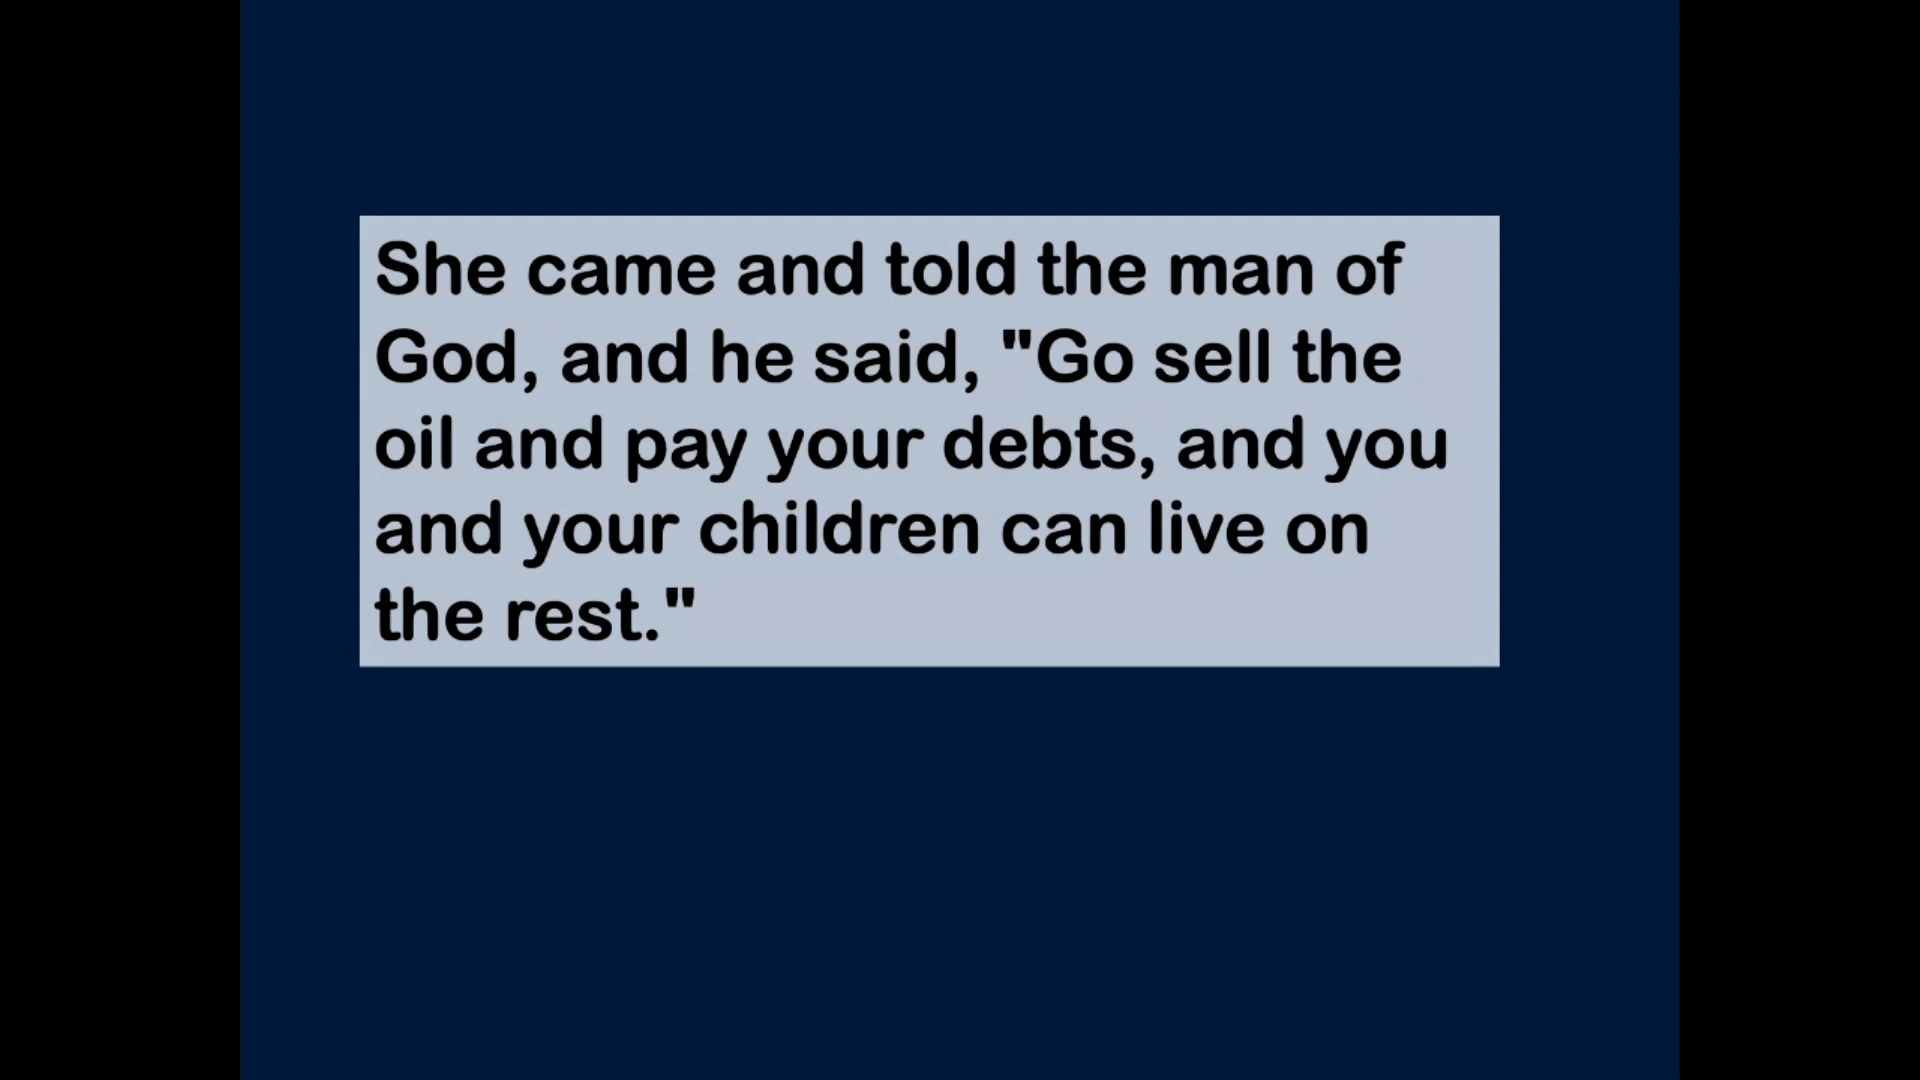 She came and told the man of
God, and he said, "Go sell the
oil and pay your debts, and you
and your children can live on
the rest."